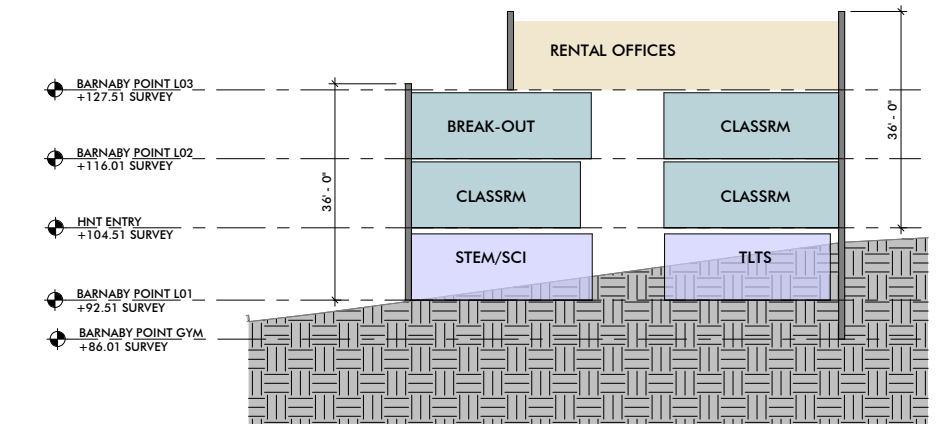 RENTAL OFFICES
BARNABY POINT L03
+127.51 SURVEY
36' - 0"
BREAK-OUT
CLASSRM
BARNABY POINT L02
+116.01 SURVEY
36' - 0"
CLASSRM
CLASSRM
HNT ENTRY
+104.51 SURVEY
STEM/SCI
TLTS
BARNABY POINT L01
+92.51 SURVEY
1
BARNABY POINT GYM
+86.01 SURVEY